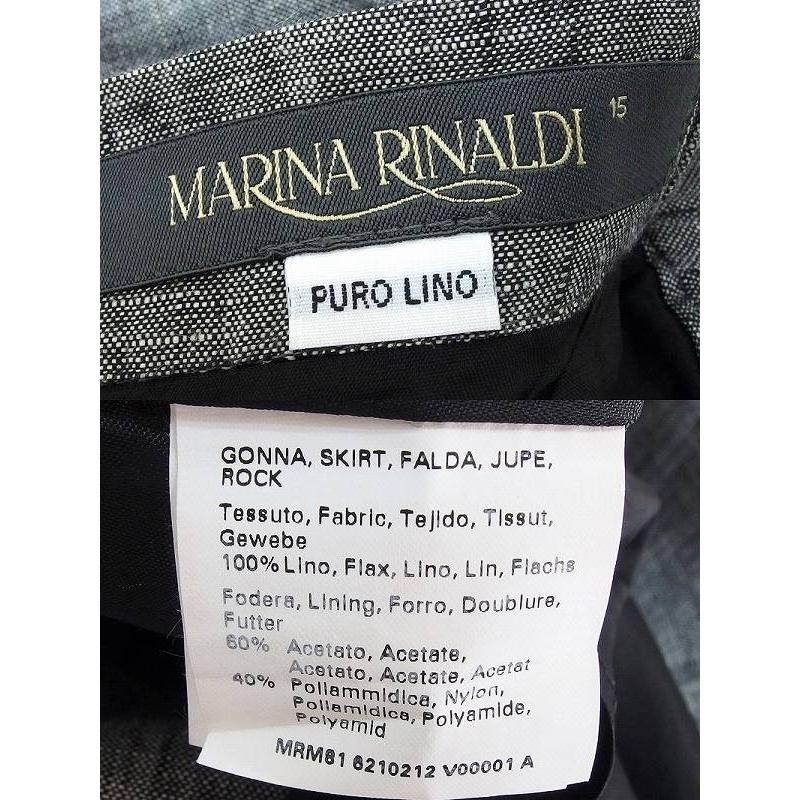 MARINA RINALDI 15
PURO LINO
GONNA, SKIRT, FALDA, JUPE,
ROCK
Tessuto, Fabric, Tejido, Tissut,
Gewebe
100% Lino, Flax, Lino, Lin, Flachs
Fodera, Lining, Forro, Doublure,
Futter
60% Acetato, Acetate,
Acetato, Acetate, Acetat
40% Poliammidica, Nylon,
Poliamidica, Polyamide,
Polyamid
MRM81 6210212 V00001 A